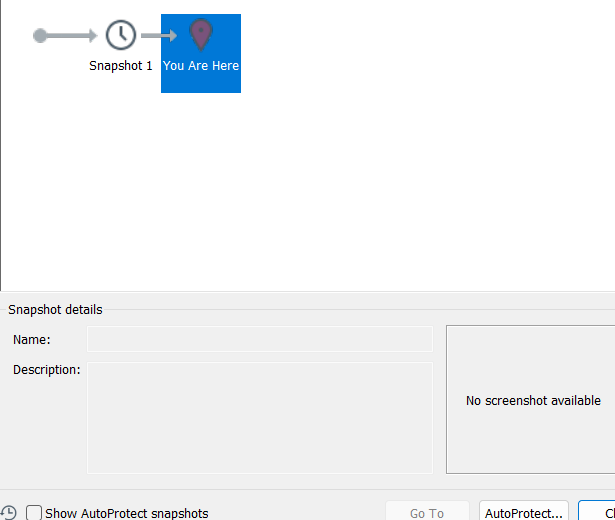 Snapshot 1
You Are Here
Snapshot details
Name:
Description:
No screenshot available
Show AutoProtect snapshots
Go To
AutoProtect...